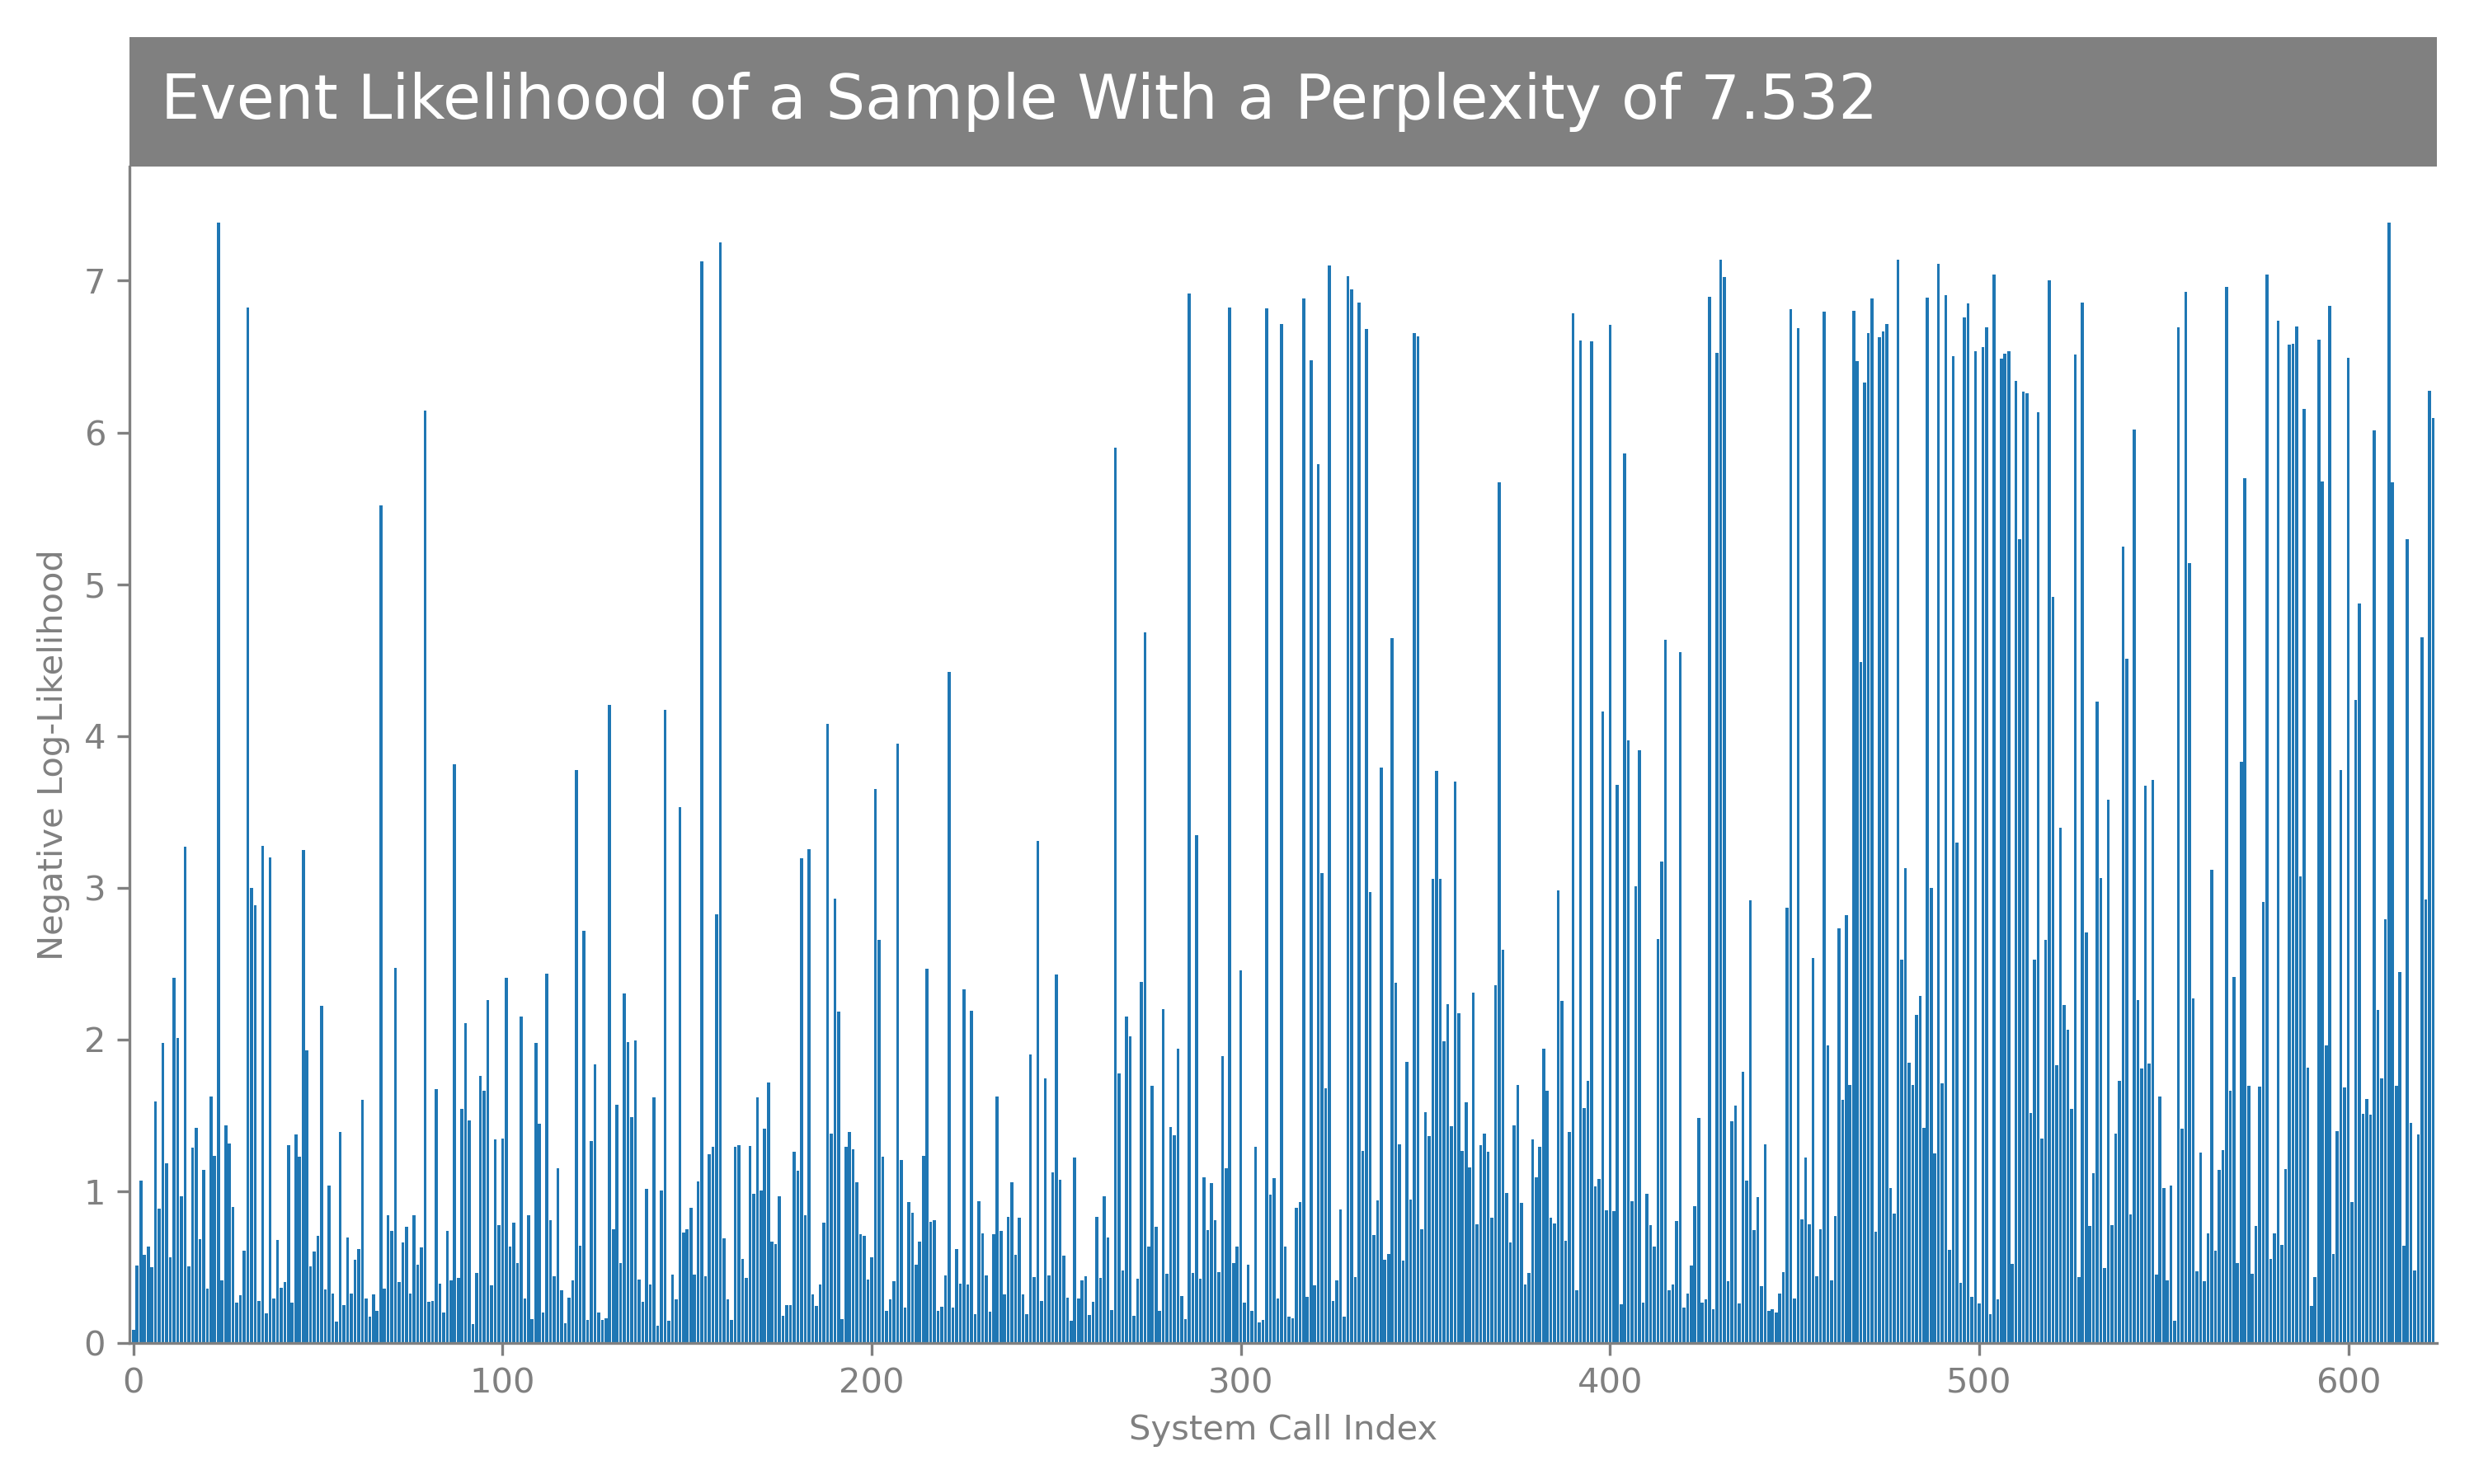 Event Likelihood of a Sample With a Perplexity of 7.532
Negative Log-Likelihood
7
6
5
4
3
2
1
0
0 100 200 300 400 500 600
System Call Index